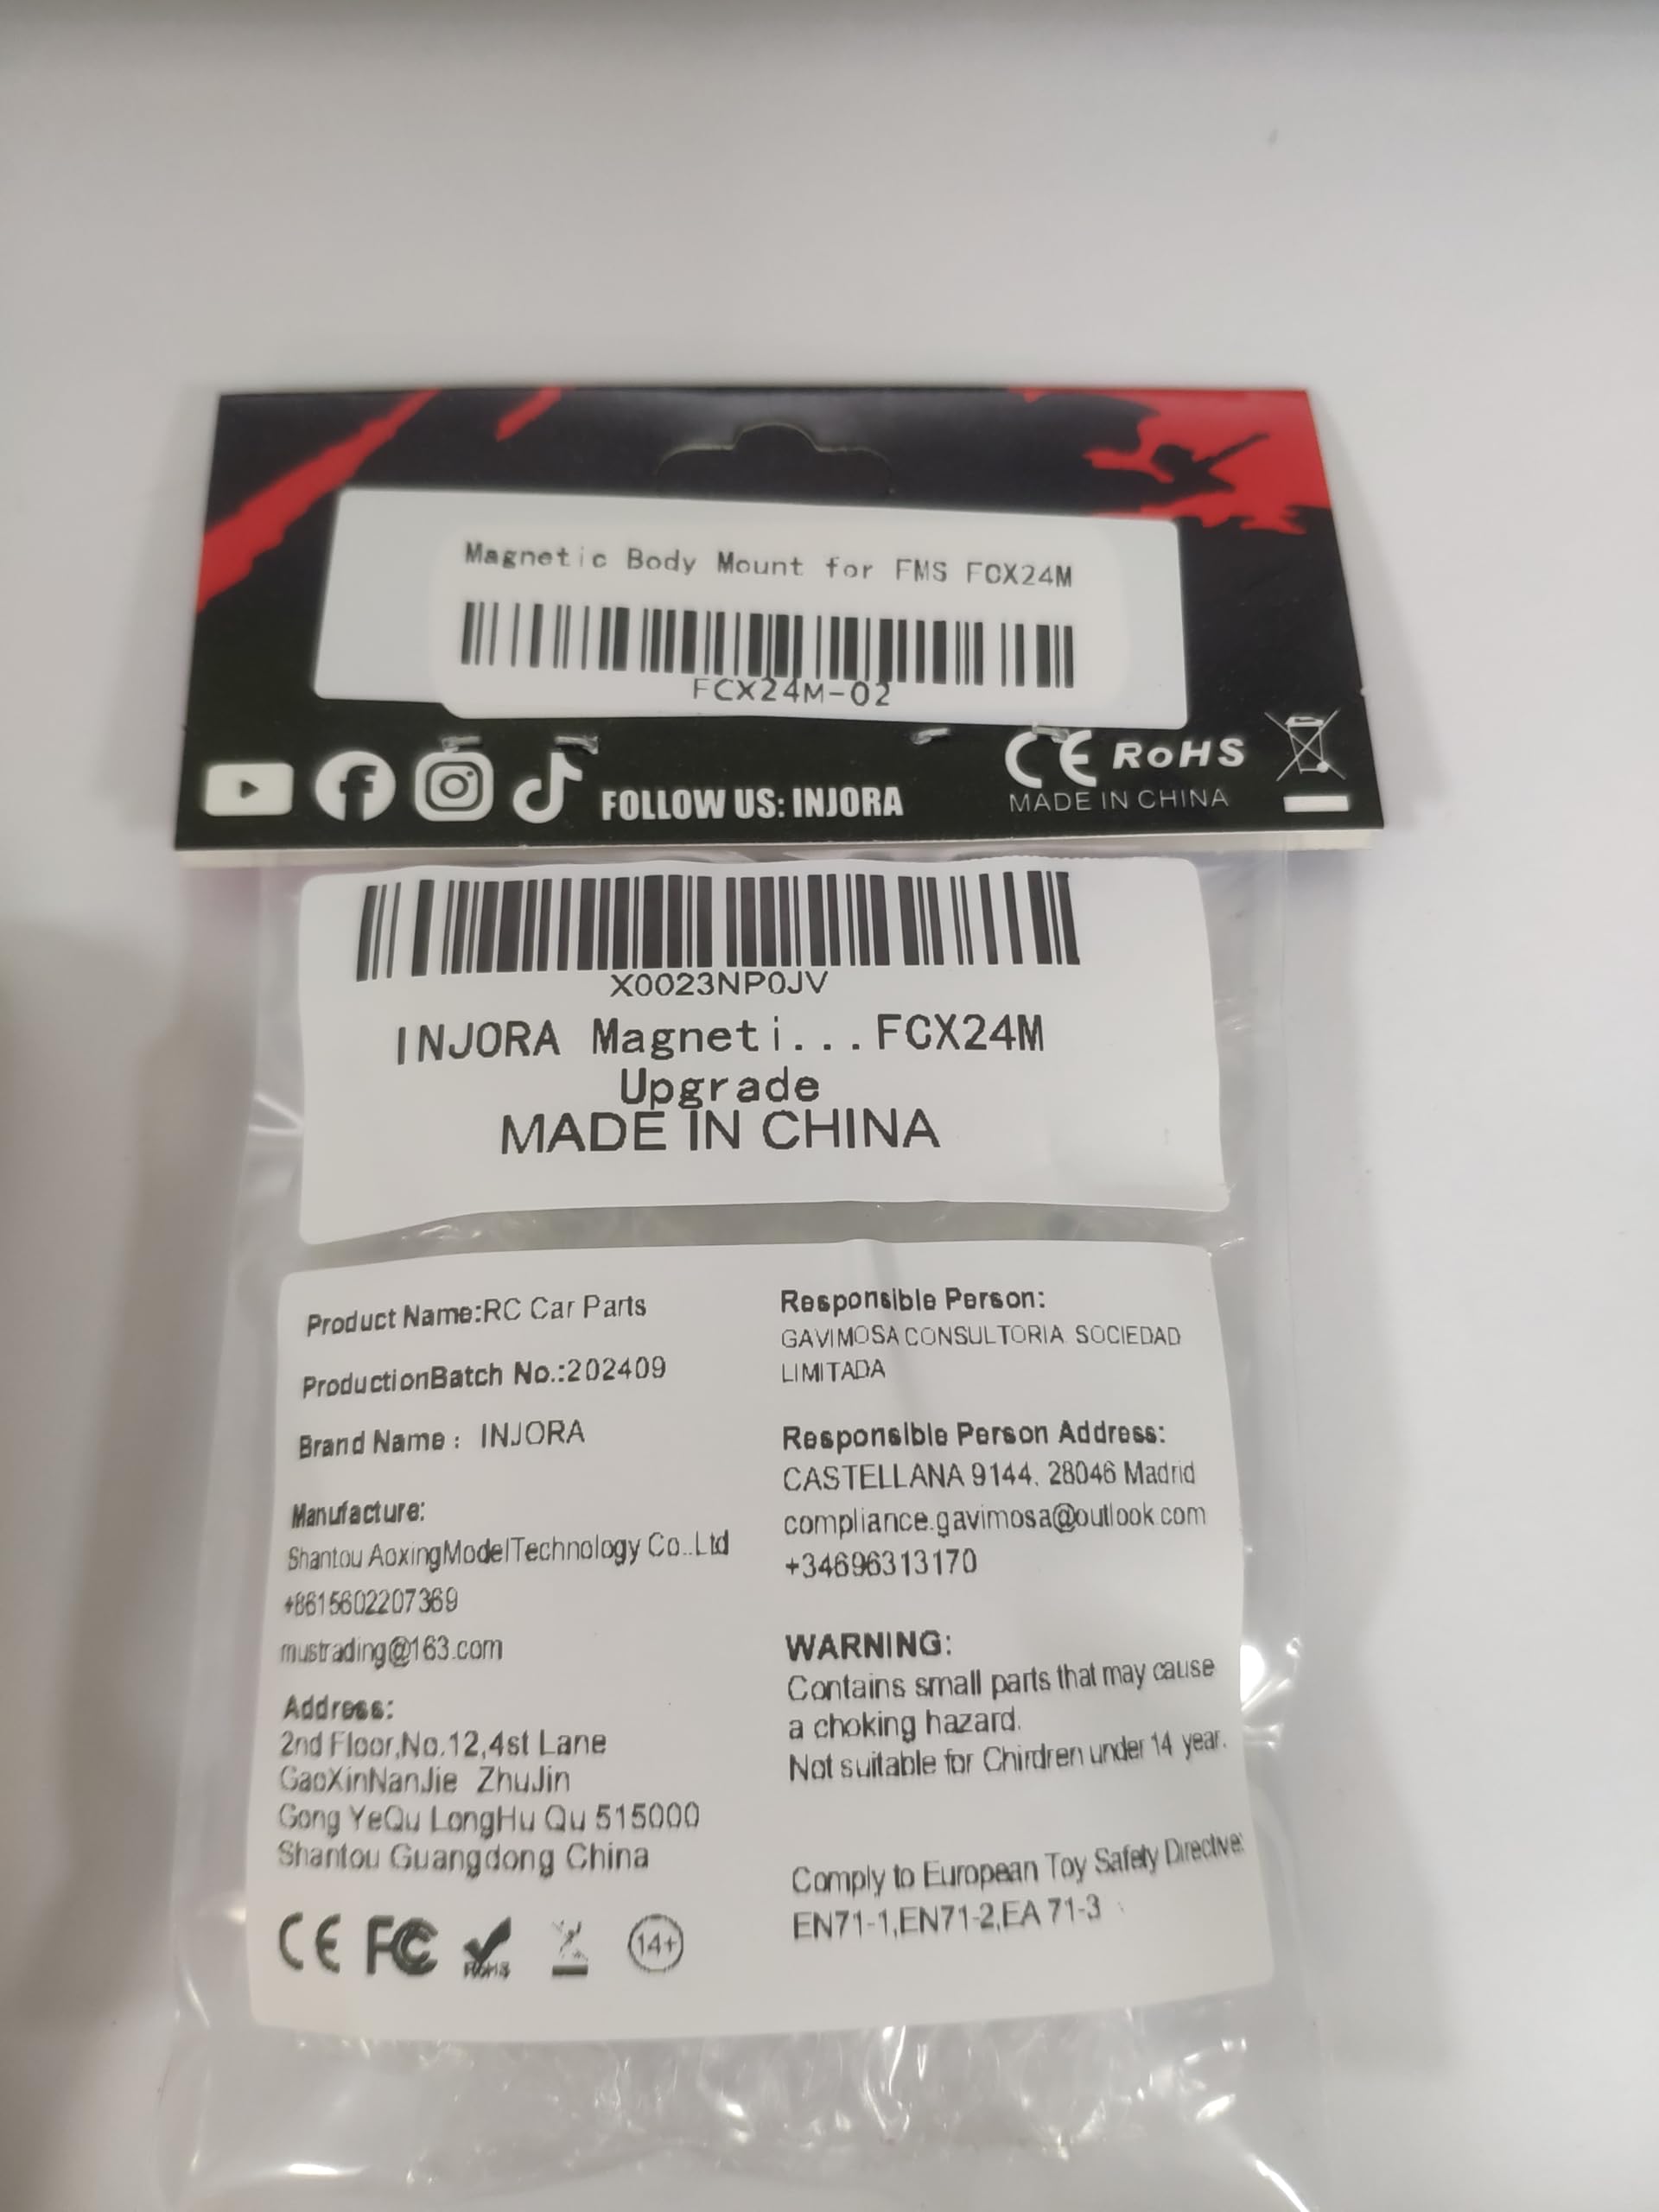 Magnetic Body Mount for FMS FCX24M
FCX24M-02
FOLLOW US: INJORA
CE RoHS
MADE IN CHINA
X0023NP0JV
INJORA Magneti...FCX24M
Upgrade
MADE IN CHINA
Product Name:RC Car Parts
ProductionBatch No.:202409
Brand Name: INJORA
Manufacture:
Shantou AoxingModelTechnology Co..Ltd
+8615602207369
mustrading@163.com
Address:
2nd Floor,No.12,4st Lane
GaoXinNanJie ZhuJin
Gong YeQu LongHu Qu 515000
Shantou Guangdong China
CE FC RoHS 14+
Responsible Person:
GAVIMOSA CONSULTORIA SOCIEDAD
LIMITADA
Responsible Person Address:
CASTELLANA 9144, 28046 Madrid
compliance.gavimosa@outlook.com
+34696313170
WARNING:
Contains small parts that may cause
a choking hazard.
Not suitable for Chirdren under 14 year.
Comply to European Toy Safety Directive:
EN71-1,EN71-2,EA 71-3